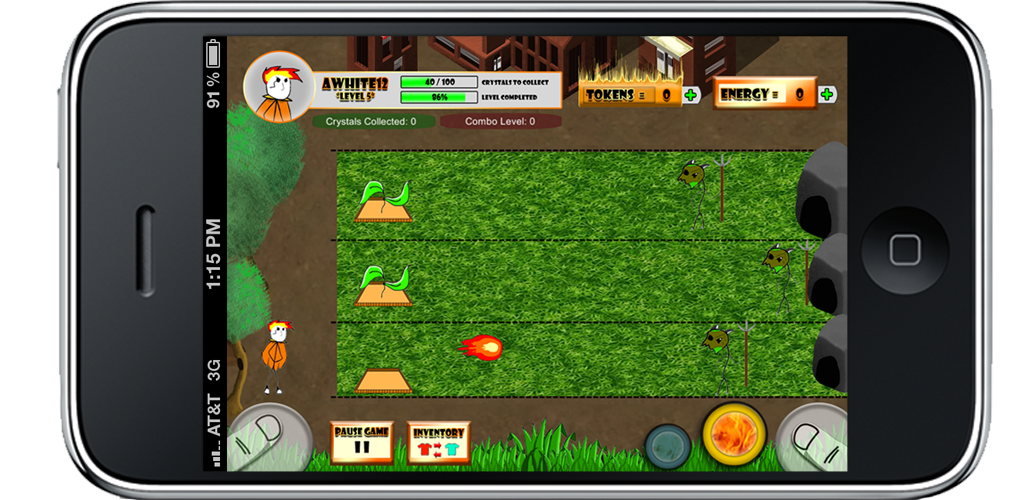 91 %
1:15 PM
AT&T 3G
AWHITE12
*LEVEL 5*
40 / 100
CRYSTALS TO COLLECT
86%
LEVEL COMPLETED
TOKENS = 0
ENERGY = 0
Crystals Collected: 0
Combo Level: 0
PAUSE GAME
INVENTORY